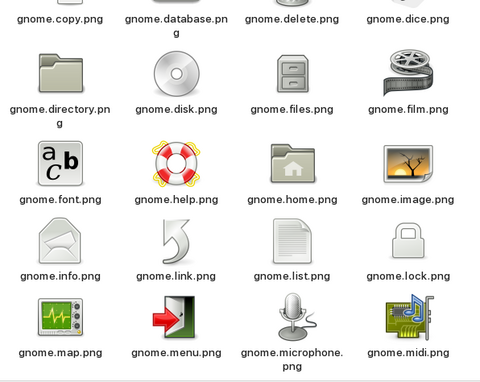 gnome.copy.png
gnome.database.pn
g
gnome.delete.png
gnome.dice.png
gnome.directory.pn
g
gnome.disk.png
gnome.files.png
gnome.film.png
a b
c
gnome.font.png
gnome.help.png
gnome.home.png
gnome.image.png
gnome.info.png
gnome.link.png
gnome.list.png
gnome.lock.png
gnome.map.png
gnome.menu.png
gnome.microphone.
png
gnome.midi.png